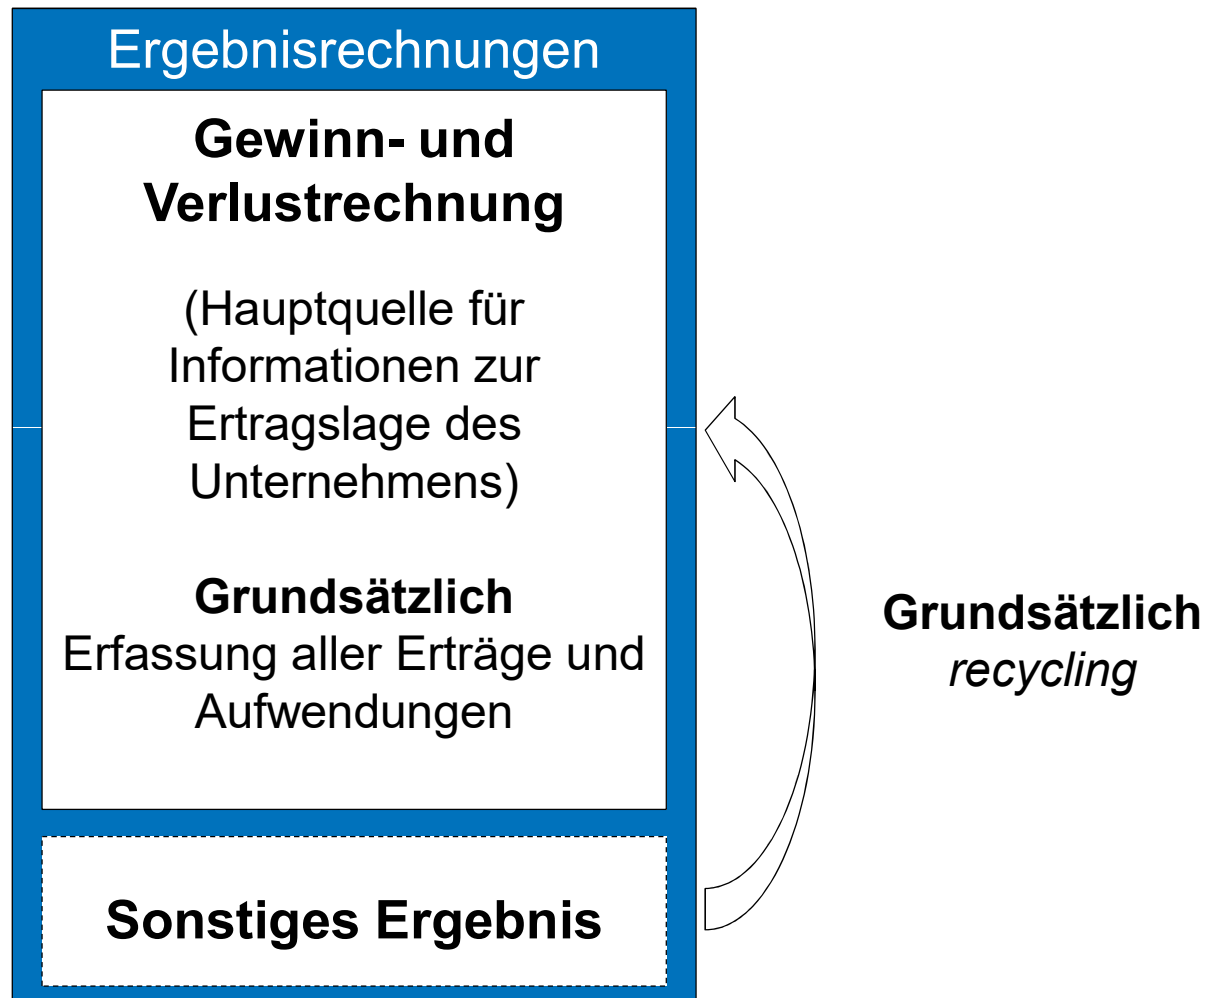 Ergebnisrechnungen
Gewinn- und
Verlustrechnung
(Hauptquelle für
Informationen zur
Ertragslage des
Unternehmens)
Grundsätzlich
Erfassung aller Erträge und
Aufwendungen
Sonstiges Ergebnis
Grundsätzlich
recycling